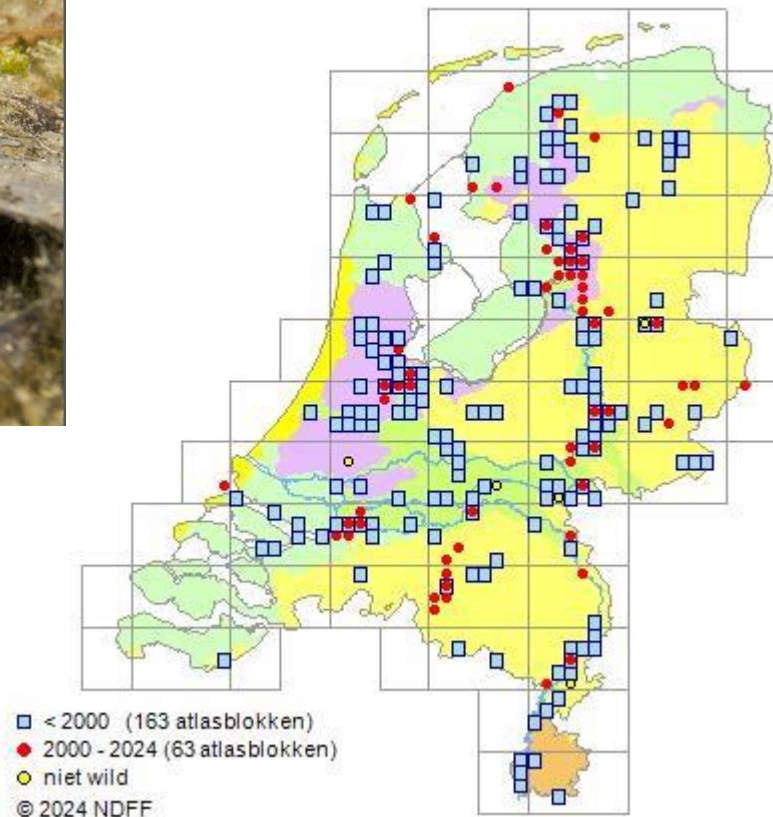 < 2000 (163 atlasblokken)
2000 - 2024 (63 atlasblokken)
niet wild
© 2024 NDFF